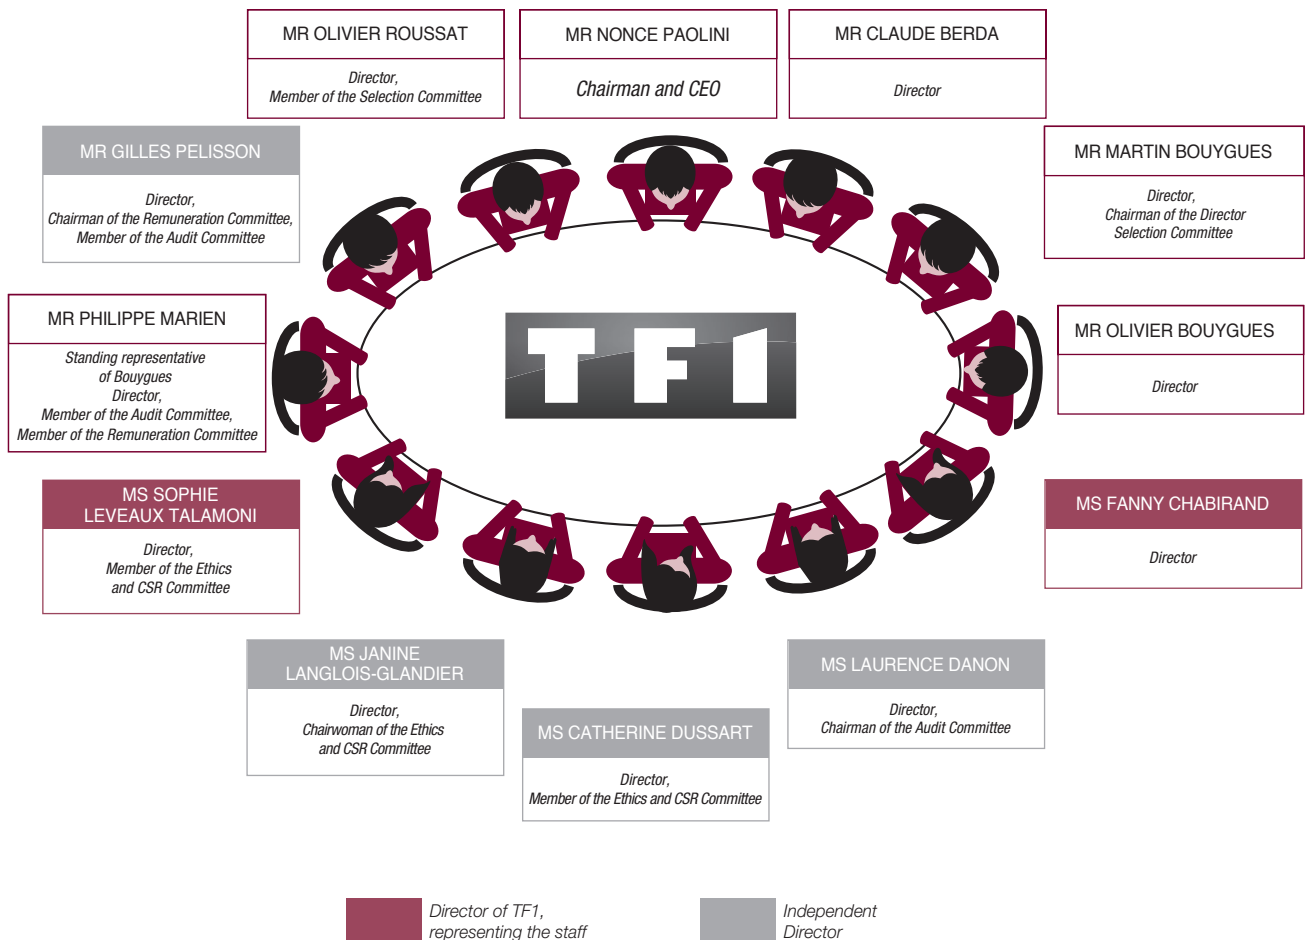 MR OLIVIER ROUSSAT
Director,
Member of the Selection Committee
MR NONCE PAOLINI
Chairman and CEO
MR CLAUDE BERDA
Director
MR GILLES PELISSON
Director,
Chairman of the Remuneration Committee,
Member of the Audit Committee
MR MARTIN BOUYGUES
Director,
Chairman of the Director
Selection Committee
MR PHILIPPE MARIEN
Standing representative
of Bouygues
Director,
Member of the Audit Committee,
Member of the Remuneration Committee
TF1
MR OLIVIER BOUYGUES
Director
MS SOPHIE
LEVEAUX TALAMONI
Director,
Member of the Ethics
and CSR Committee
MS FANNY CHABIRAND
Director
MS JANINE
LANGLOIS-GLANDIER
Director,
Chairwoman of the Ethics
and CSR Committee
MS CATHERINE DUSSART
Director,
Member of the Ethics and CSR Committee
MS LAURENCE DANON
Director,
Chairman of the Audit Committee
Director of TF1,
representing the staff
Independent
Director